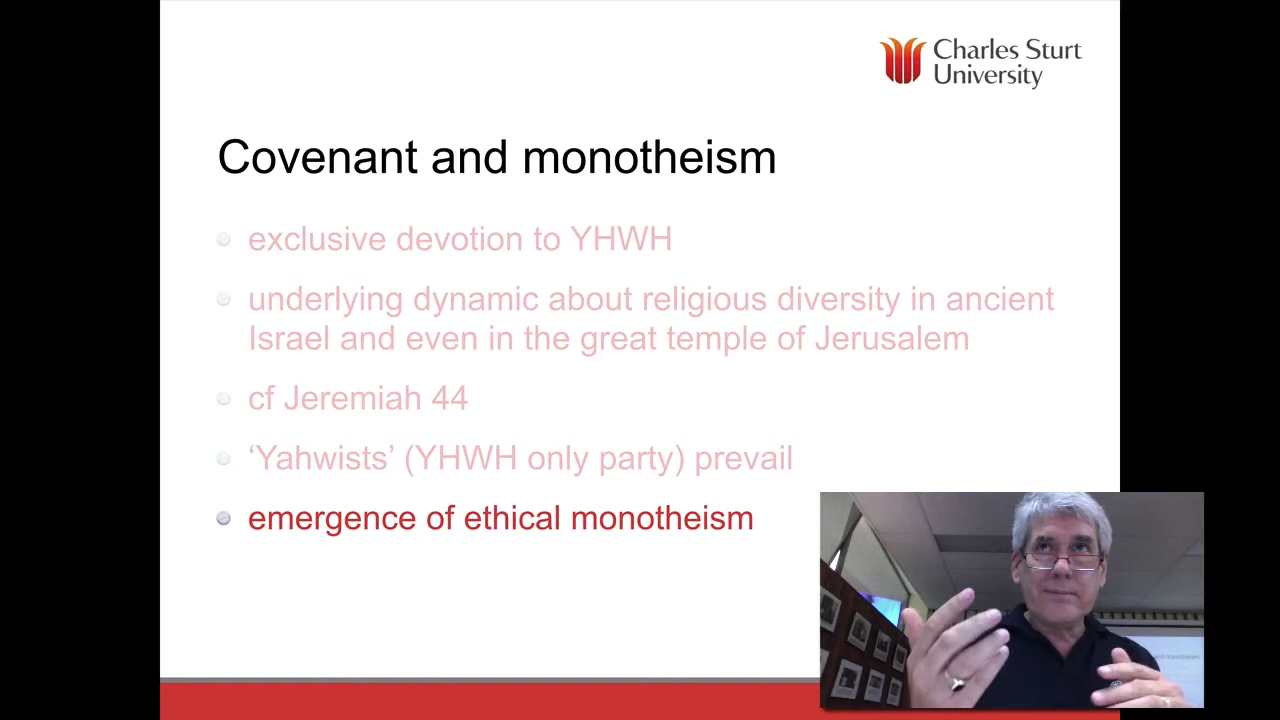 Charles Sturt
University
Covenant and monotheism
exclusive devotion to YHWH
underlying dynamic about religious diversity in ancient
Israel and even in the great temple of Jerusalem
cf Jeremiah 44
‘Yahwists’ (YHWH only party) prevail
emergence of ethical monotheism
and monotheism